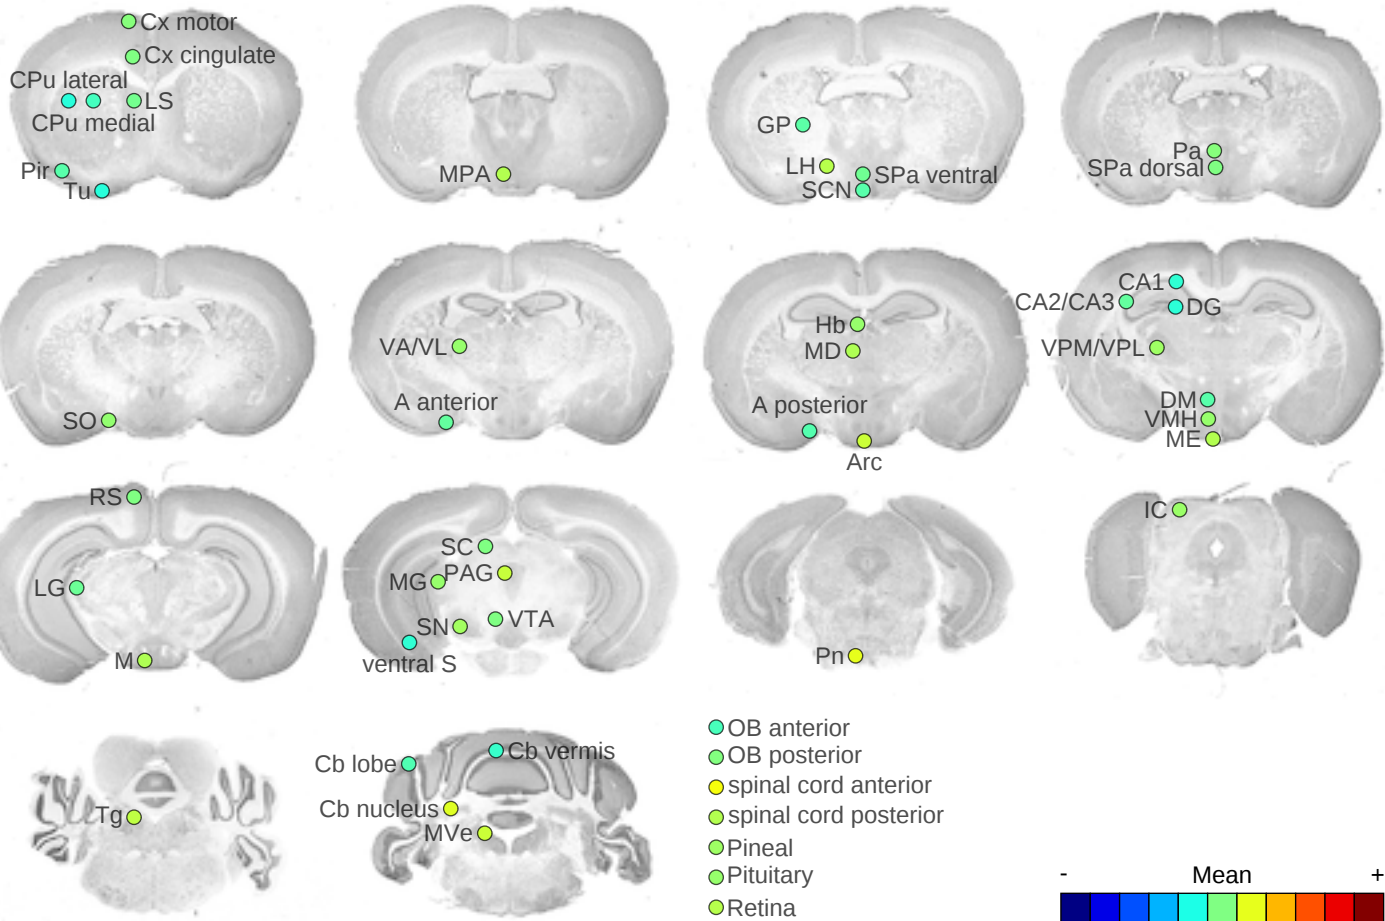 Cx motor
Cx cingulate
CPu lateral
LS
CPu medial
Pir
Tu
MPA
GP
LH
SPa ventral
SCN
Pa
SPa dorsal
SO
VA/VL
A anterior
Hb
MD
A posterior
Arc
CA1
CA2/CA3
DG
VPM/VPL
DM
VMH
ME
RS
LG
M
SC
MG
PAG
SN
VTA
ventral S
Pn
IC
Tg
Cb lobe
Cb vermis
Cb nucleus
MVe
OB anterior
OB posterior
spinal cord anterior
spinal cord posterior
Pineal
Pituitary
Retina
- Mean +